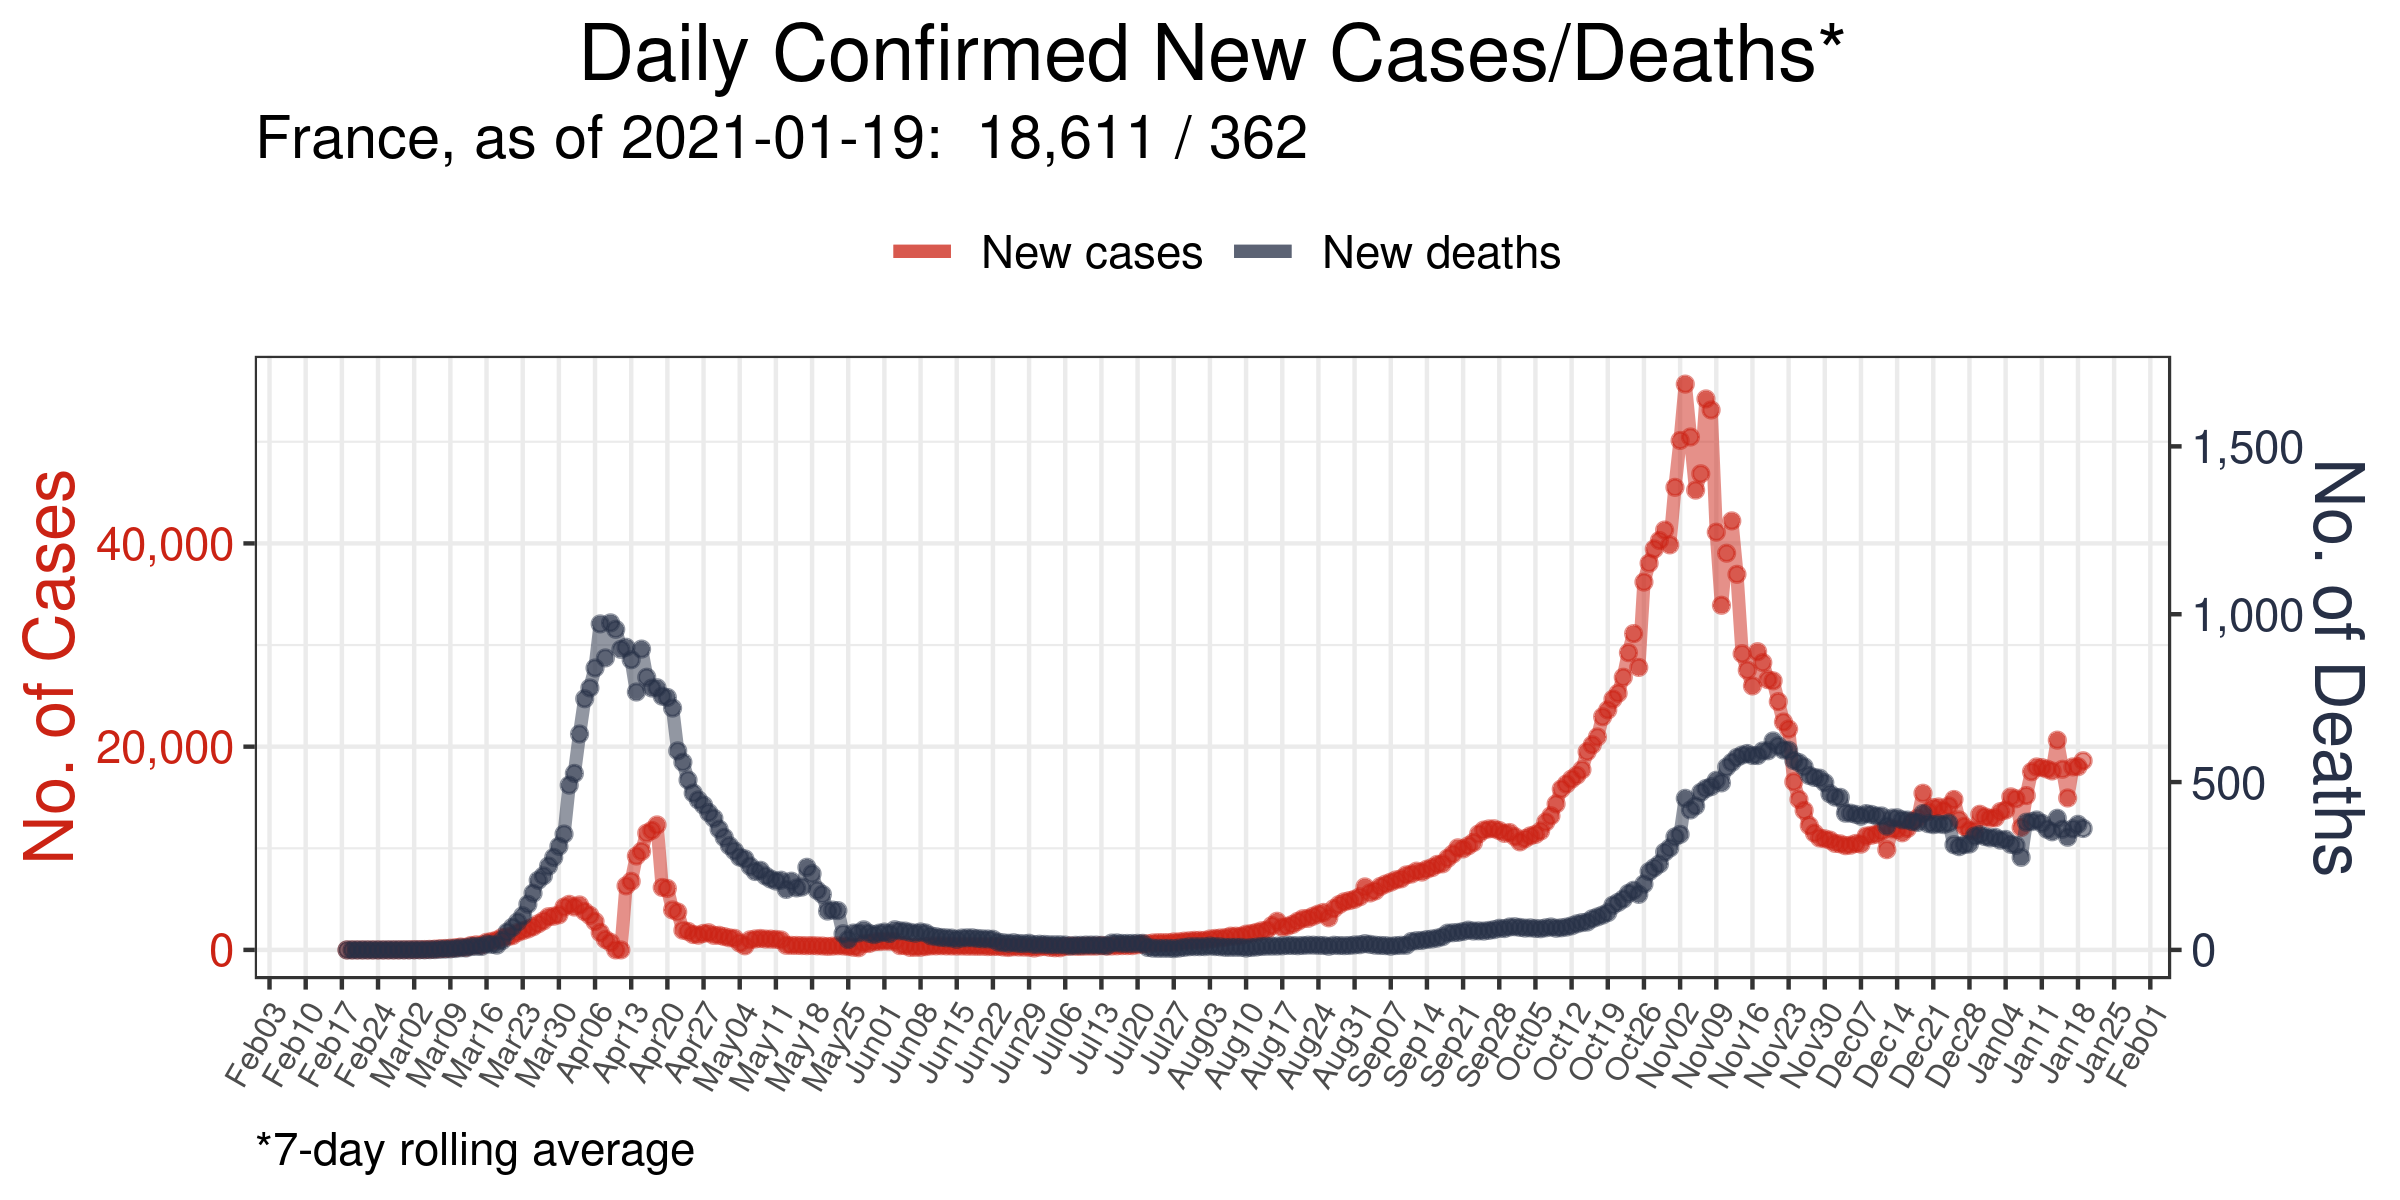 Daily Confirmed New Cases/Deaths*
France, as of 2021-01-19:  18,611 / 362
New cases New deaths
No. of Cases
40,000
20,000
0
1,500
1,000
500
0
No. of Deaths
Feb03 Feb10 Feb17 Feb24 Mar02 Mar09 Mar16 Mar23 Mar30 Apr06 Apr13 Apr20 Apr27 May04 May11 May18 May25 Jun01 Jun08 Jun15 Jun22 Jun29 Jul06 Jul13 Jul20 Jul27 Aug03 Aug10 Aug17 Aug24 Aug31 Sep07 Sep14 Sep21 Sep28 Oct05 Oct12 Oct19 Oct26 Nov02 Nov09 Nov16 Nov23 Nov30 Dec07 Dec14 Dec21 Dec28 Jan04 Jan11 Jan18 Jan25 Feb01
*7-day rolling average